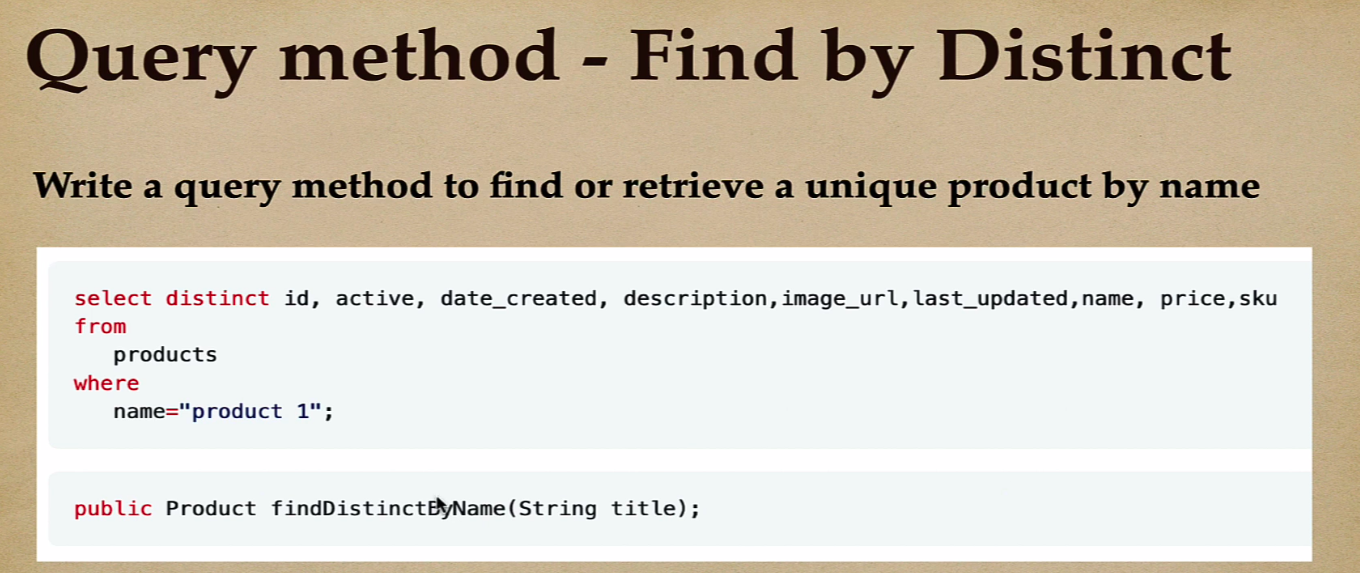 Query method - Find by Distinct
Write a query method to find or retrieve a unique product by name
select distinct id, active, date_created, description,image_url,last_updated,name, price,sku
from
products
where
name="product 1";
public Product findDistinctByName(String title);